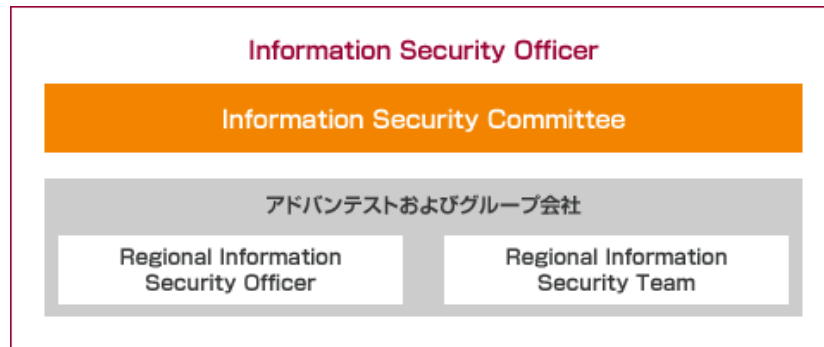 Information Security Officer
Information Security Committee
アドバンテストおよびグループ会社
Regional Information
Security Officer
Regional Information
Security Team